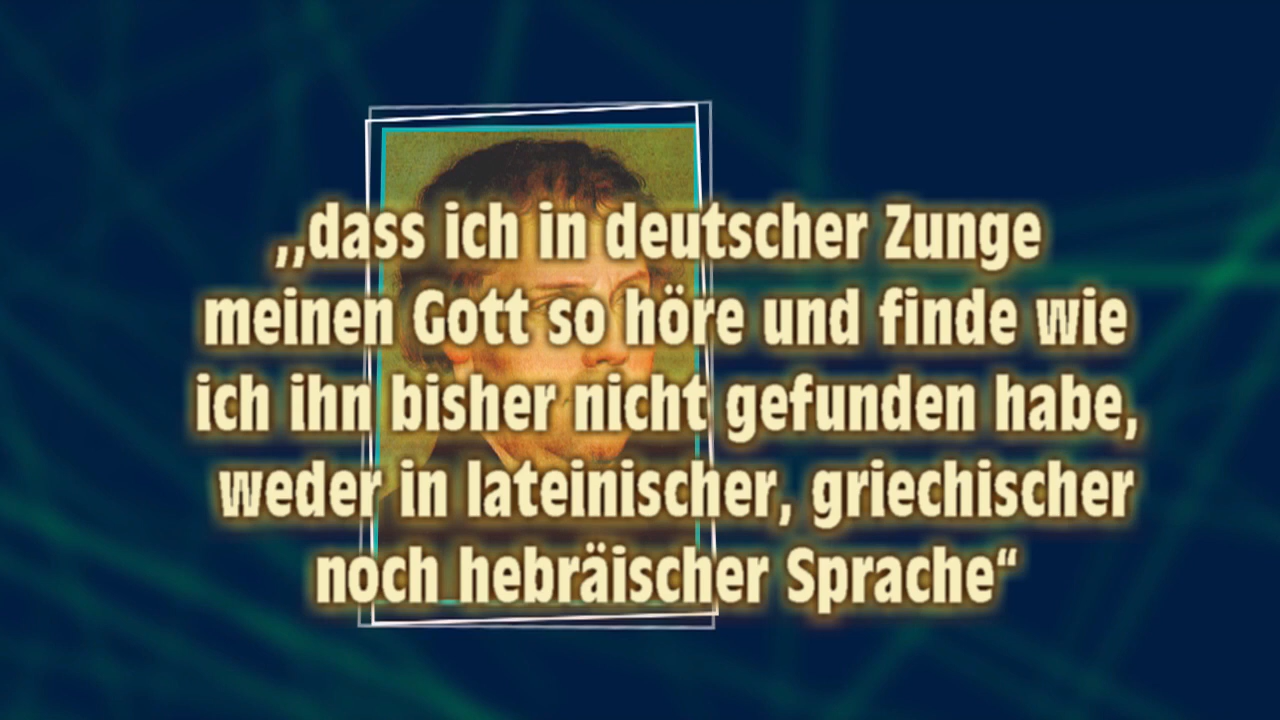 „dass ich in deutscher Zunge
meinen Gott so höre und finde wie
ich ihn bisher nicht gefunden habe,
weder in lateinischer, griechischer
noch hebräischer Sprache“